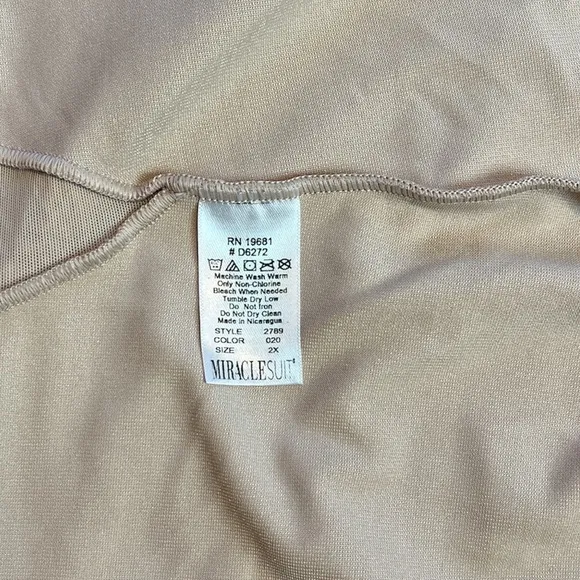 RN 19681
# D6272
Machine Wash Warm
Only Non-Chlorine
Bleach When Needed
Tumble Dry Low
Do Not Iron
Do Not Dry Clean
Made in Nicaragua
STYLE 2789
COLOR 020
SIZE 2X
MIRACLESUIT®